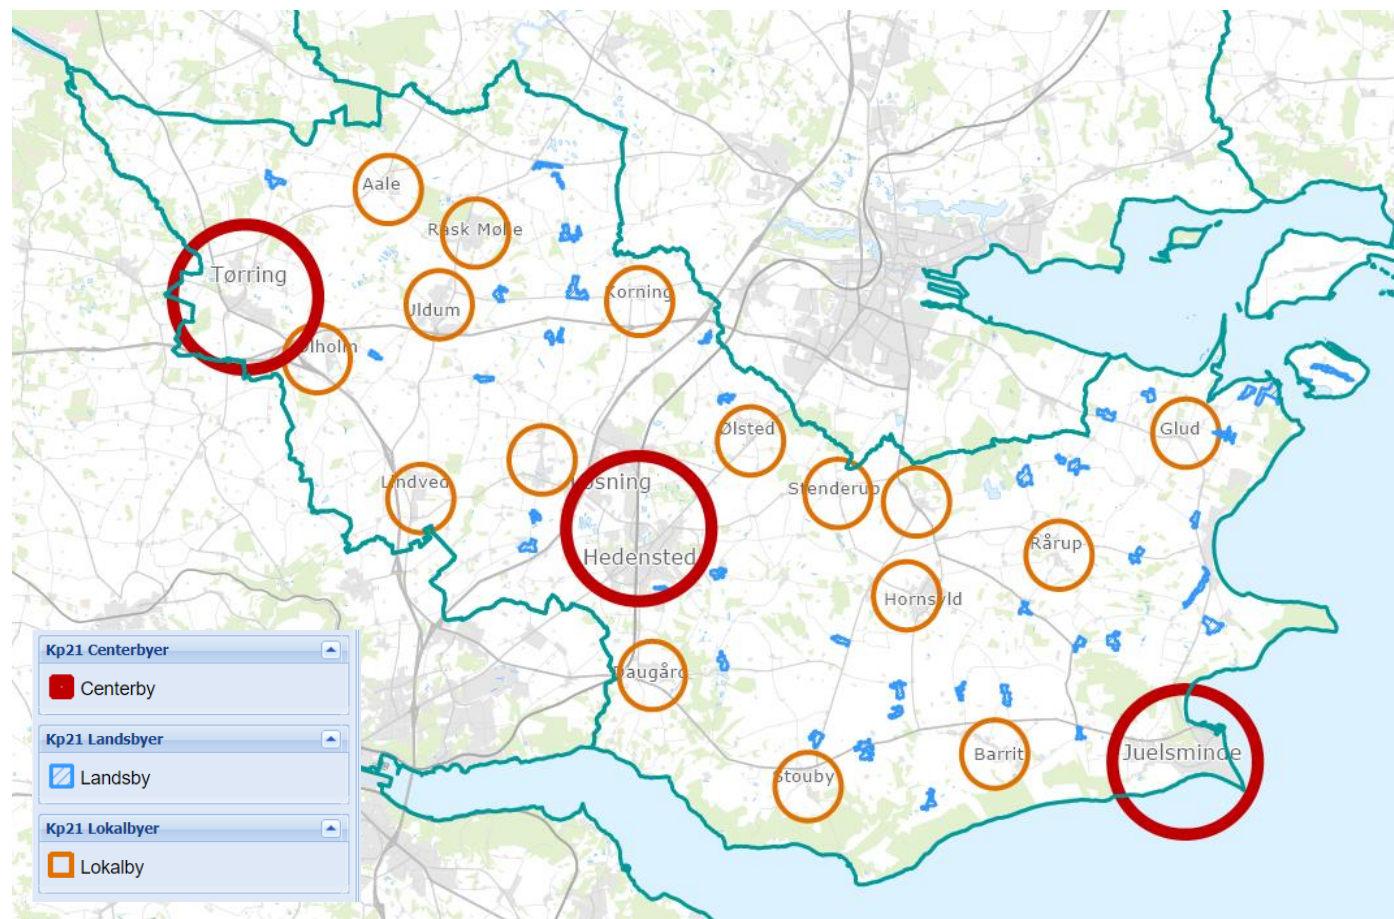 Aale
Rask Mølle
Tørring
Uldum
Korning
Ølholm
Ølsted
Glud
Lindved
Løsning
Stenderup
Hedensted
Rårup
Hornsyld
Daugård
Juelsminde
Barrit
Stouby
Kp21 Centerbyer
Centerby
Kp21 Landsbyer
Landsby
Kp21 Lokalbyer
Lokalby